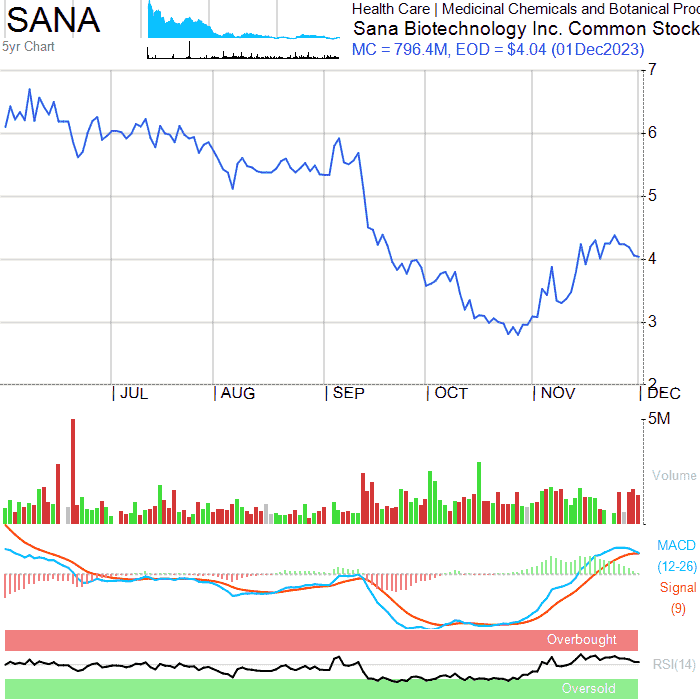 SANA
5yr Chart
Health Care | Medicinal Chemicals and Botanical Pro
Sana Biotechnology Inc. Common Stock
MC = 796.4M, EOD = $4.04 (01Dec2023)
7
6
5
4
3
2
JUL AUG SEP OCT NOV DEC
5M
Volume
MACD
(12-26)
Signal
(9)
Overbought
RSI(14)
Oversold